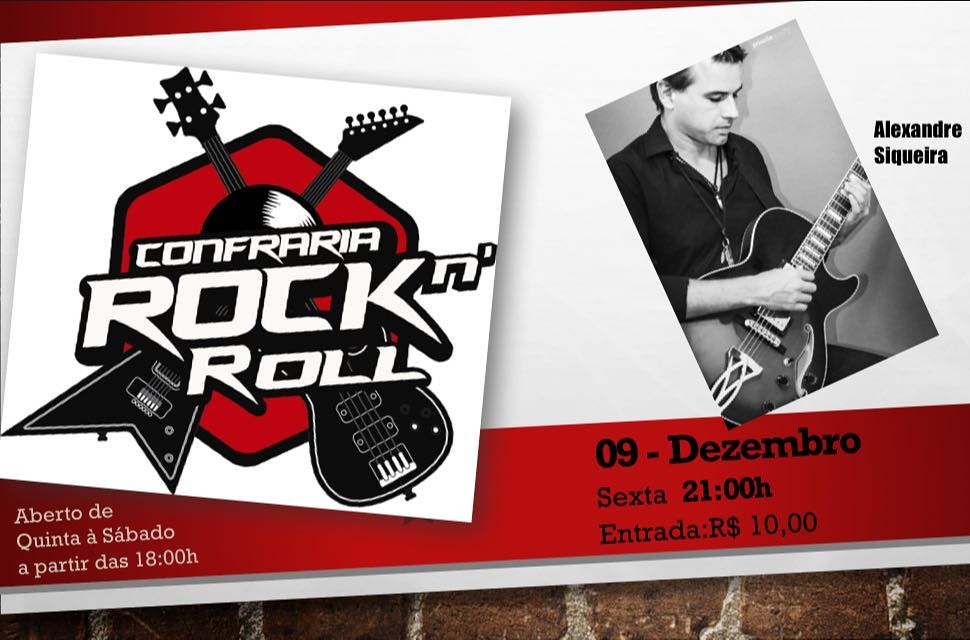 CONFRARIA
ROCK n'
ROLL
Alexandre
Siqueira
09 - Dezembro
Sexta 21:00h
Entrada:R$ 10,00
Aberto de
Quinta à Sábado
a partir das 18:00h